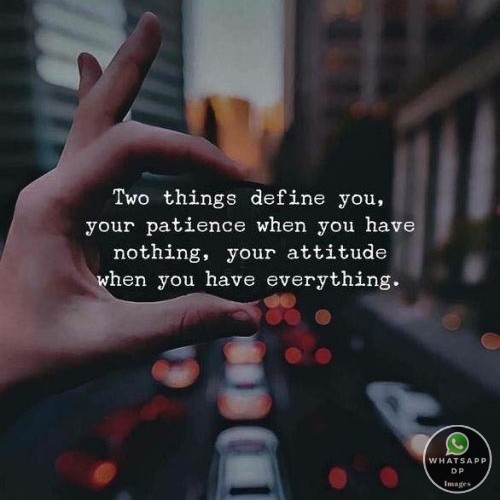 Two things define you,
your patience when you have
nothing, your attitude
when you have everything.
WHATSAPP
DP
Images